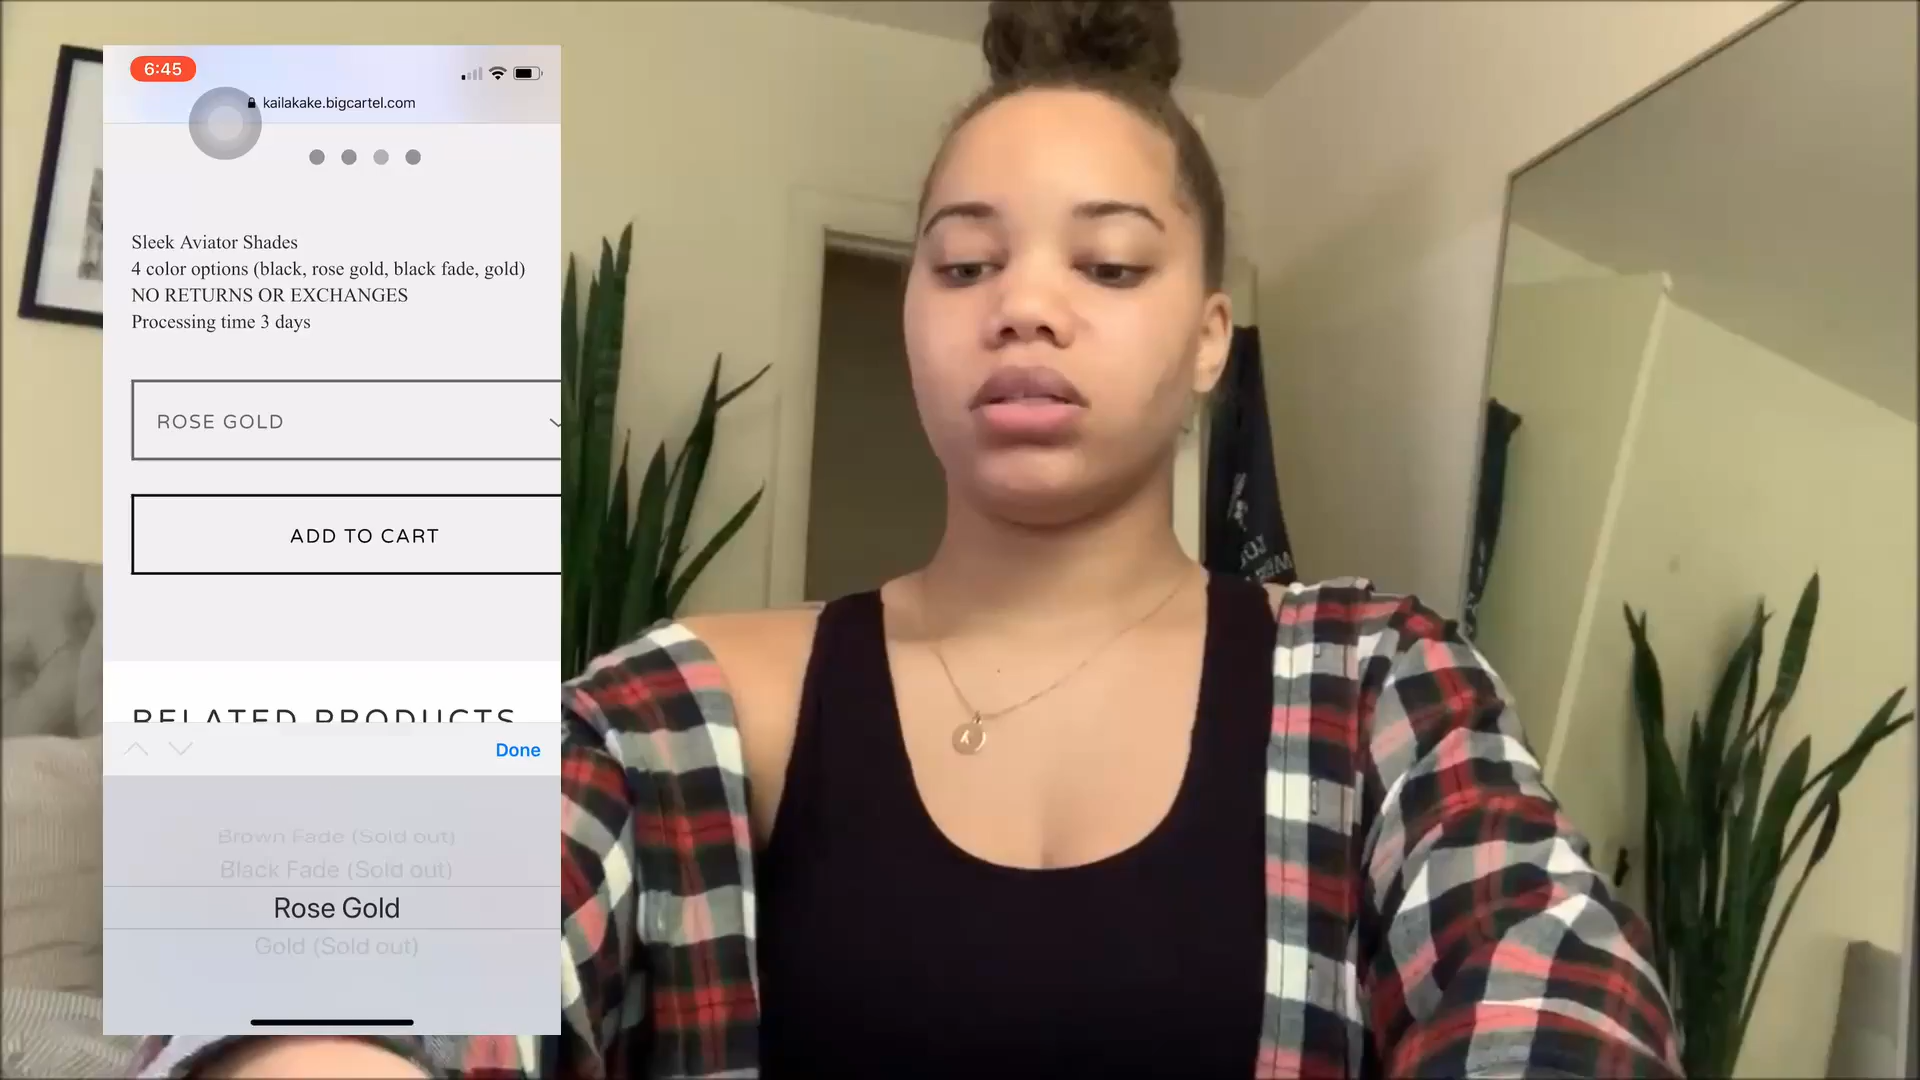 6:45
kailakake.bigcartel.com
Sleek Aviator Shades
4 color options (black, rose gold, black fade, gold)
NO RETURNS OR EXCHANGES
Processing time 3 days
ROSE GOLD
ADD TO CART
RELATED PRODUCTS
Done
Brown Fade (Sold out)
Black Fade (Sold out)
Rose Gold
Gold (Sold out)